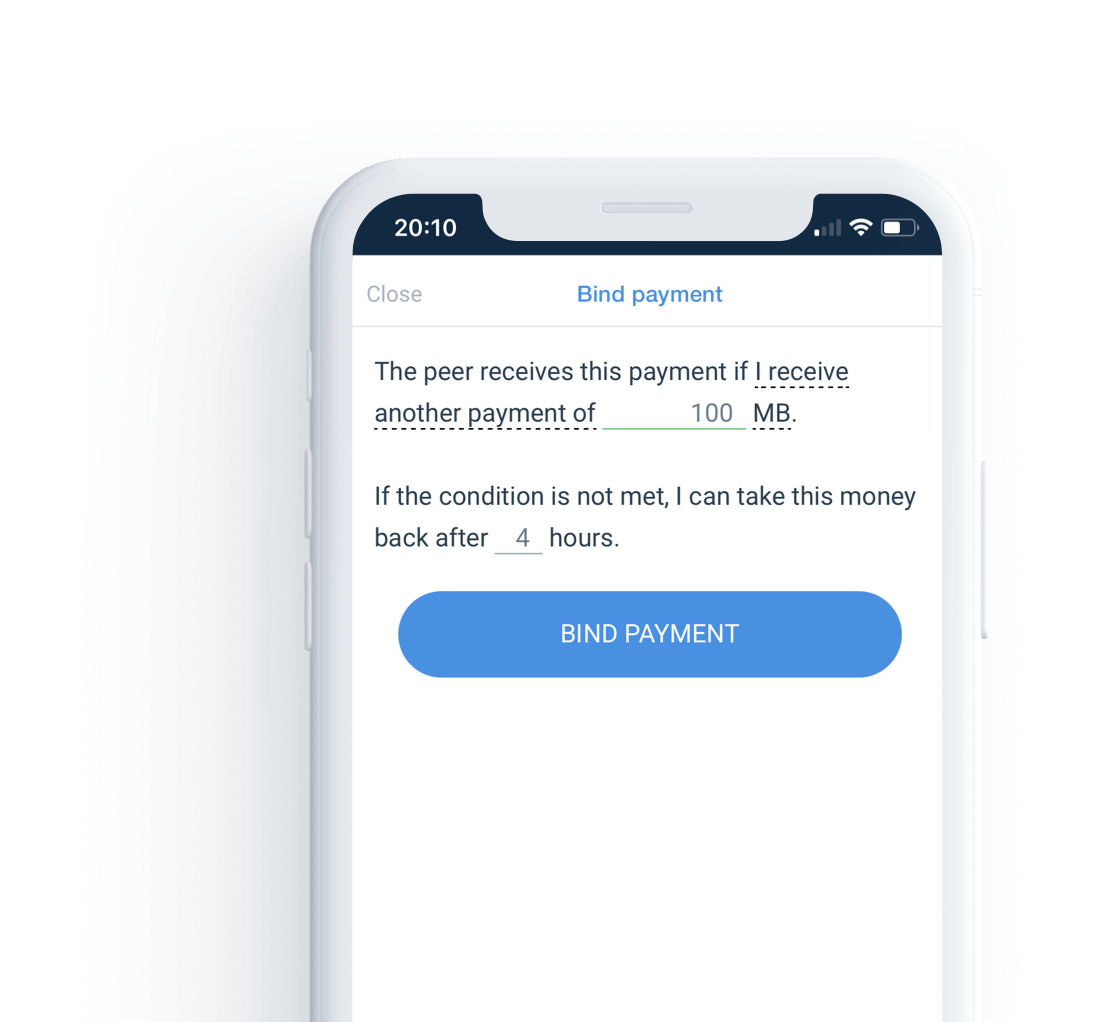 20:10
Close Bind payment
The peer receives this payment if I receive
another payment of 100 MB.
If the condition is not met, I can take this money
back after 4 hours.
BIND PAYMENT